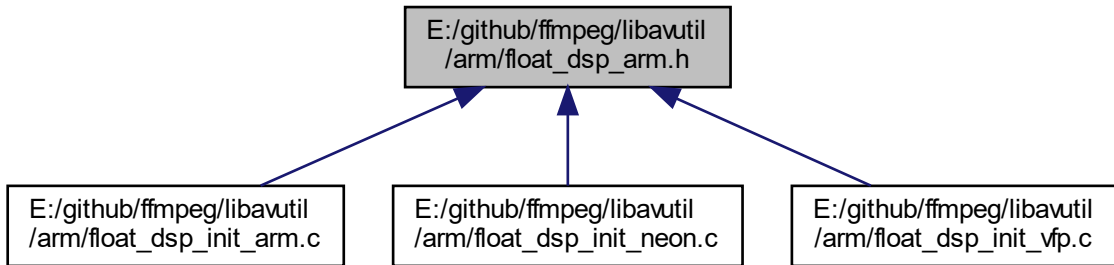 E:/github/ffmpeg/libavutil
/arm/float_dsp_arm.h
E:/github/ffmpeg/libavutil
/arm/float_dsp_init_arm.c
E:/github/ffmpeg/libavutil
/arm/float_dsp_init_neon.c
E:/github/ffmpeg/libavutil
/arm/float_dsp_init_vfp.c